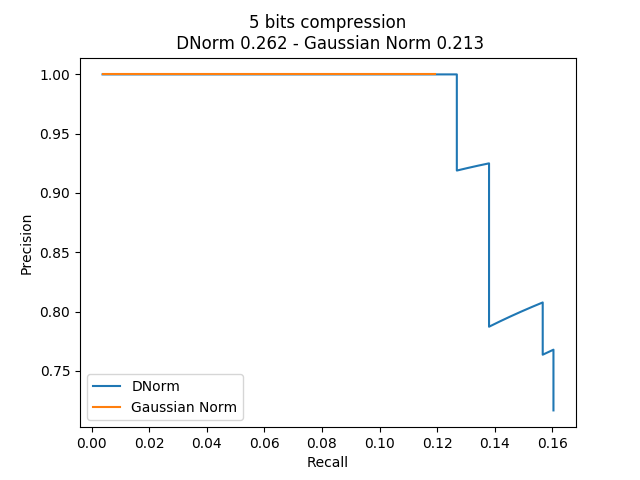 5 bits compression
DNorm 0.262 - Gaussian Norm 0.213
1.00
0.95
0.90
0.85
0.80
0.75
Precision
DNorm
Gaussian Norm
0.00 0.02 0.04 0.06 0.08 0.10 0.12 0.14 0.16
Recall